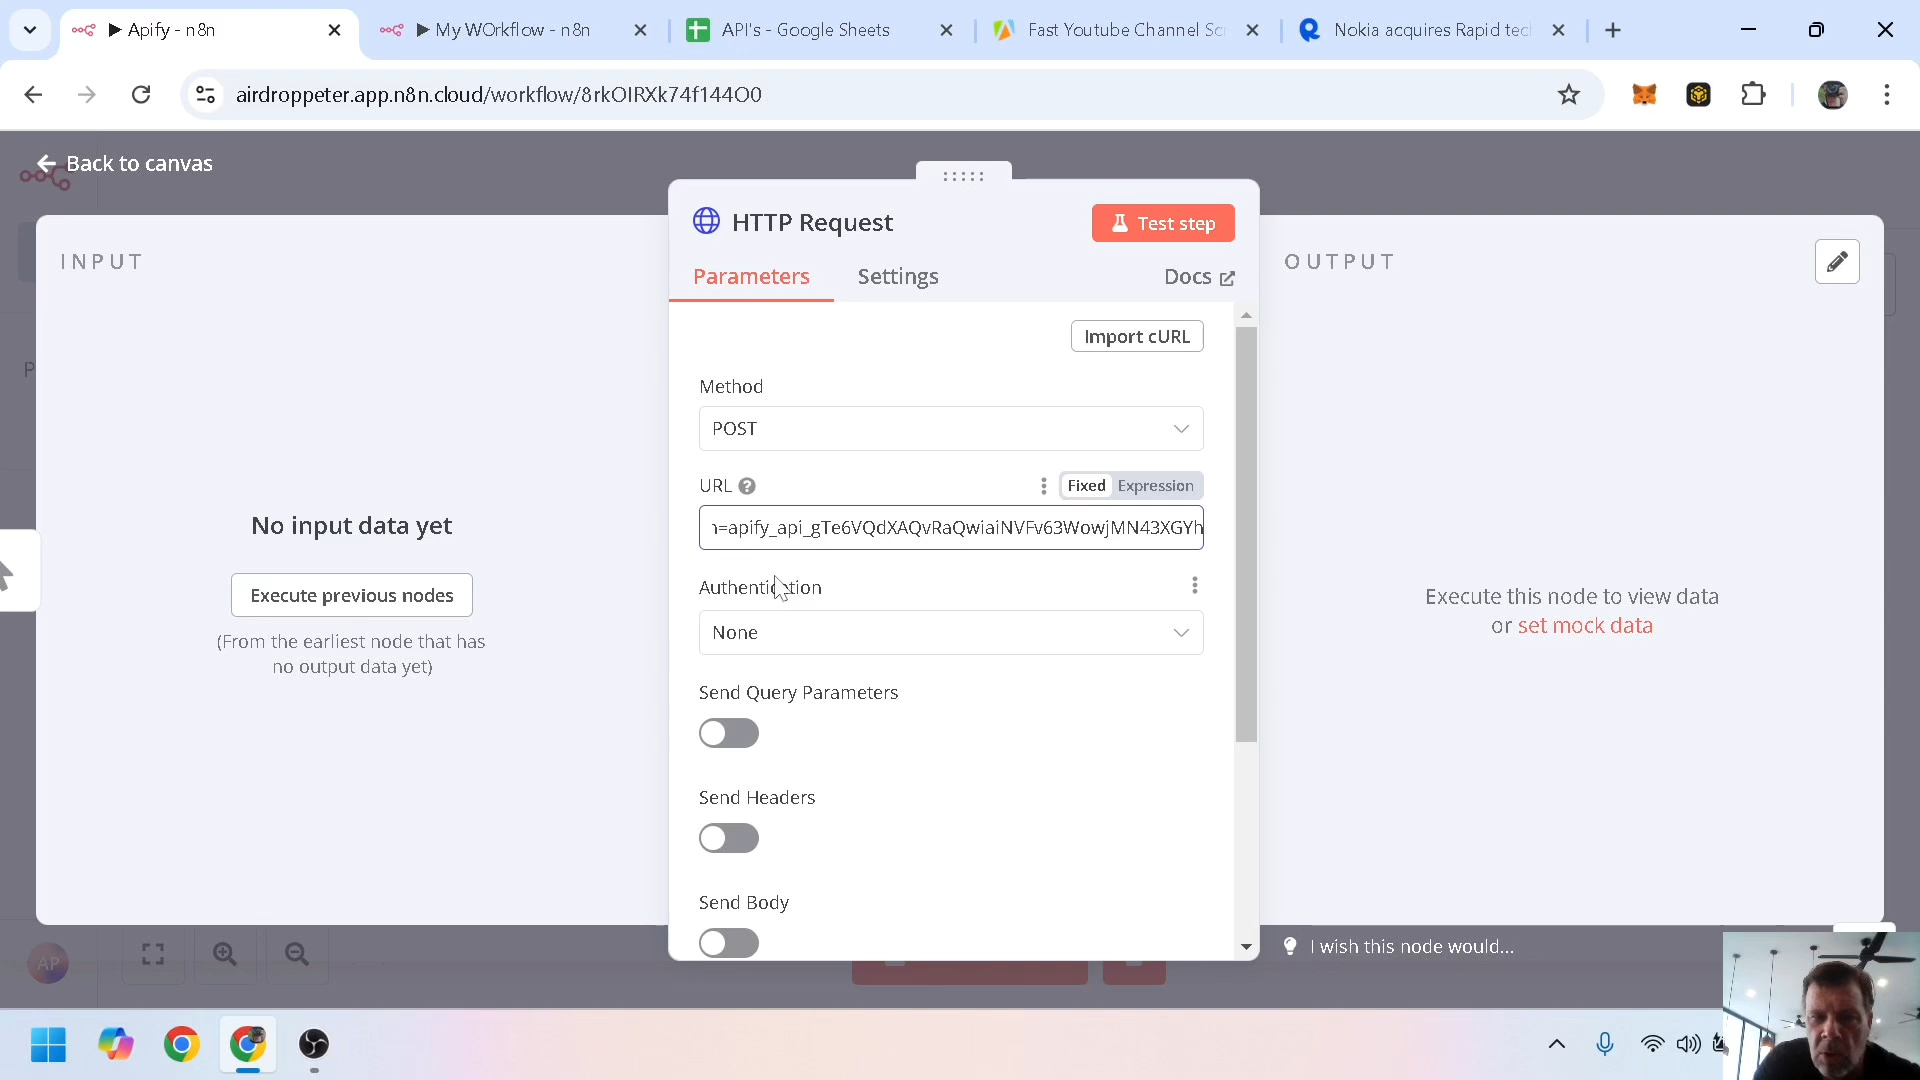 Apify - n8n
My WOrkflow - n8n
API's - Google Sheets
Fast Youtube Channel Scr
Nokia acquires Rapid tec
airdroppeter.app.n8n.cloud/workflow/8rkOIRXk74f144O0
Back to canvas
HTTP Request
Test step
INPUT
OUTPUT
Parameters
Settings
Docs
Import cURL
Method
POST
URL
Fixed
Expression
n=apify_api_gTe6VQdXAQvRaQwiaiNVFv63WowjMN43XGYh
No input data yet
Execute previous nodes
(From the earliest node that has
no output data yet)
Authentication
None
Execute this node to view data
or set mock data
Send Query Parameters
Send Headers
Send Body
I wish this node would...
AP